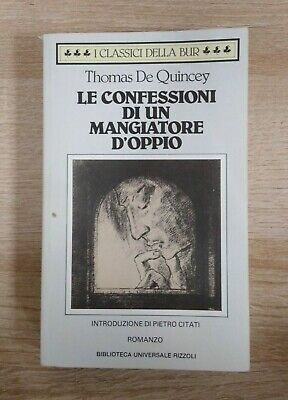 I CLASSICI DELLA BUR
Thomas De Quincey
LE CONFESSIONI
DI UN
MANGIATORE
D'OPPIO
INTRODUZIONE DI PIETRO CITATI
ROMANZO
BIBLIOTECA UNIVERSALE RIZZOLI